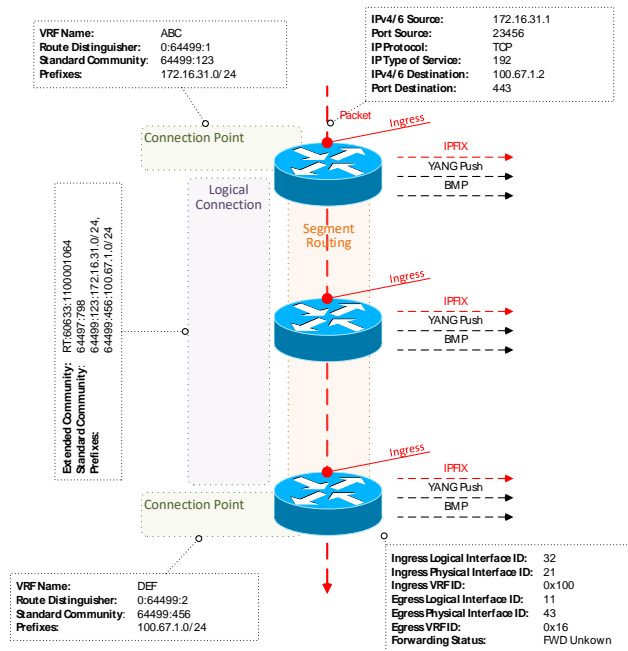 VRF Name: ABC
Route Distinguisher: 0:64499:1
Standard Community: 64499:123
Prefixes: 172.16.31.0/24
IPv4/6 Source: 172.16.31.1
Port Source: 23456
IP Protocol: TCP
IP Type of Service: 192
IPv4/6 Destination: 100.67.1.2
Port Destination: 443
Packet
Ingress
Connection Point
IPFIX
YANG Push
BMP
Logical
Connection
Segment
Routing
Extended Community: RT:60633:1100001064
Standard Community: 64497:798
Prefixes: 64499:123:172.16.31.0/24,
64499:456:100.67.1.0/24
Ingress
IPFIX
YANG Push
BMP
Ingress
IPFIX
YANG Push
BMP
Connection Point
VRF Name: DEF
Route Distinguisher: 0:64499:2
Standard Community: 64499:456
Prefixes: 100.67.1.0/24
Ingress Logical Interface ID: 32
Ingress Physical Interface ID: 21
Ingress VRF ID: 0x100
Egress Logical Interface ID: 11
Egress Physical Interface ID: 43
Egress VRF ID: 0x16
Forwarding Status: FWD Unkown